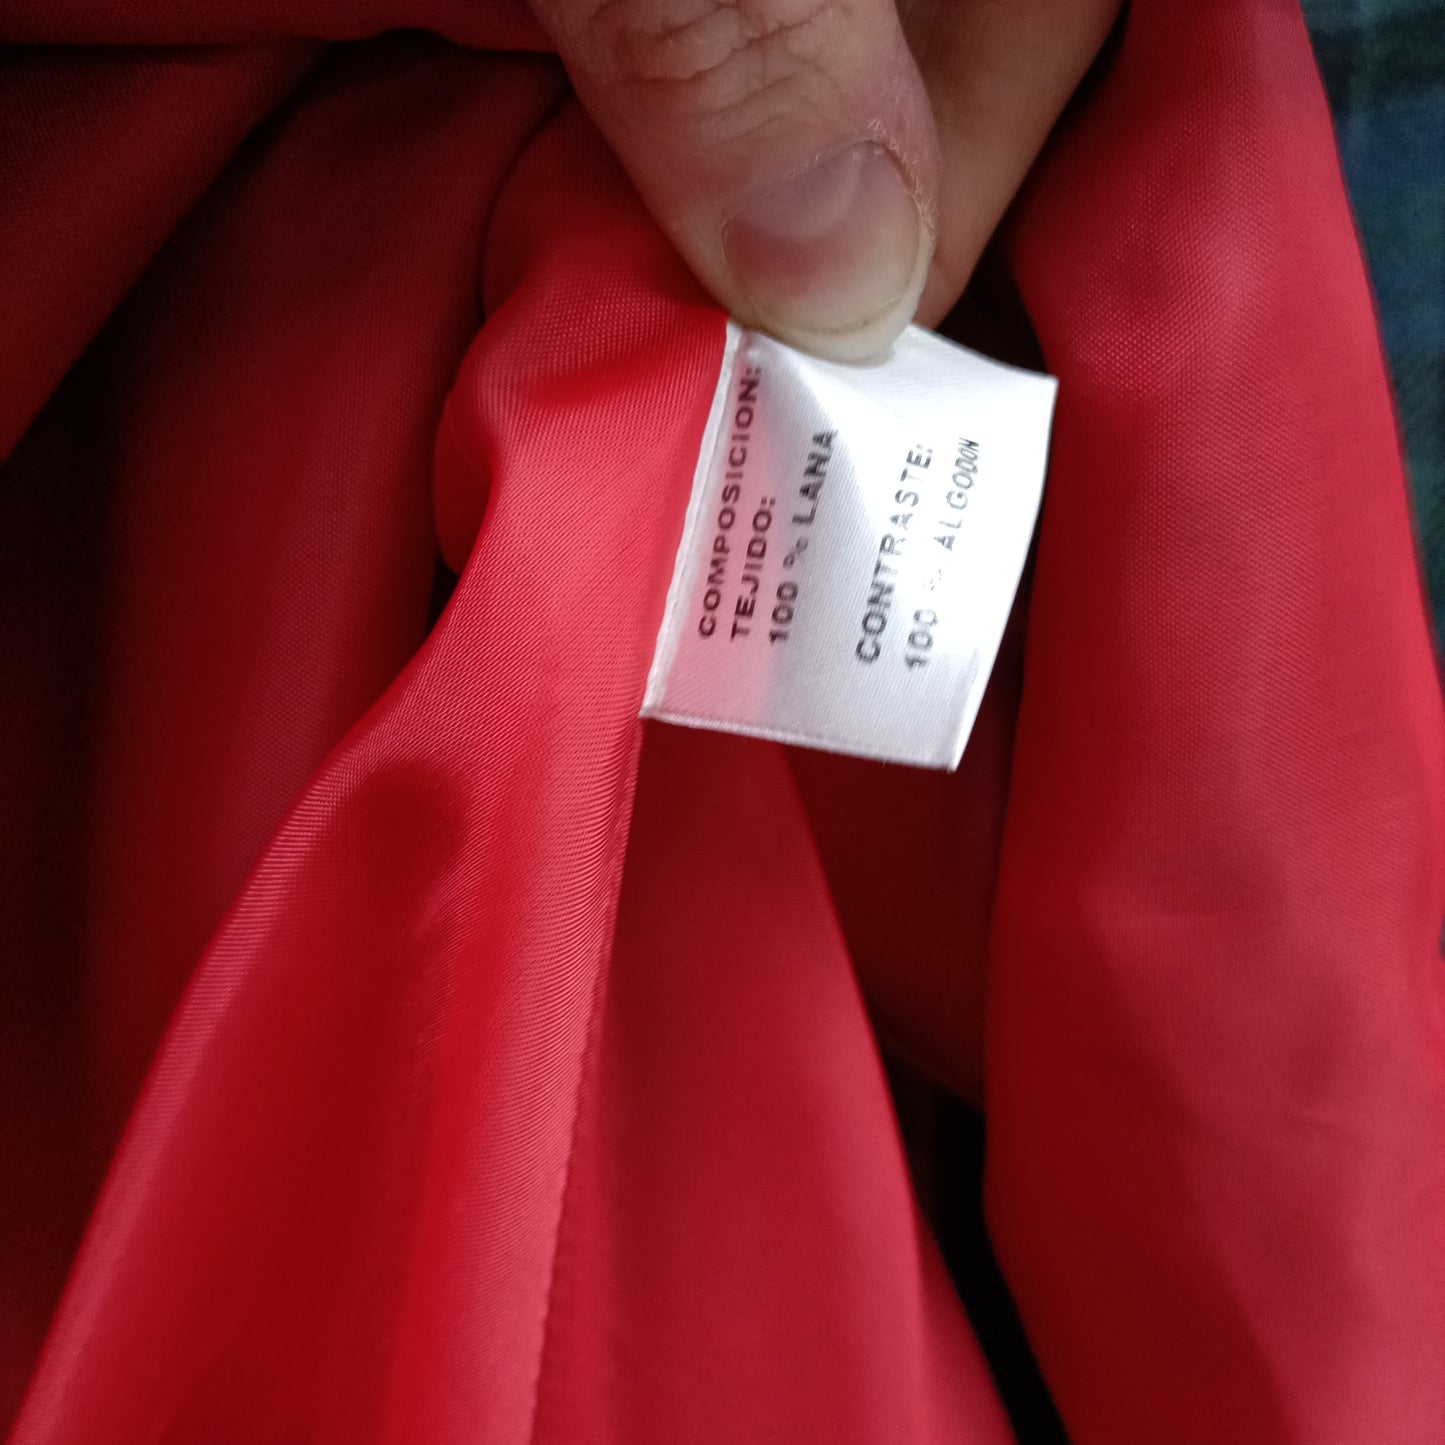 COMPOSICION:
TEJIDO:
100 % LANA
CONTRASTE:
100 % ALGODON